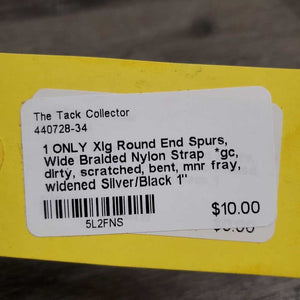 The Tack Collector
440728-34
1 ONLY Xlg Round End Spurs,
Wide Braided Nylon Strap *gc,
dirty, scratched, bent, mnr fray,
widened Silver/Black 1"
5L2FNS
$10.00